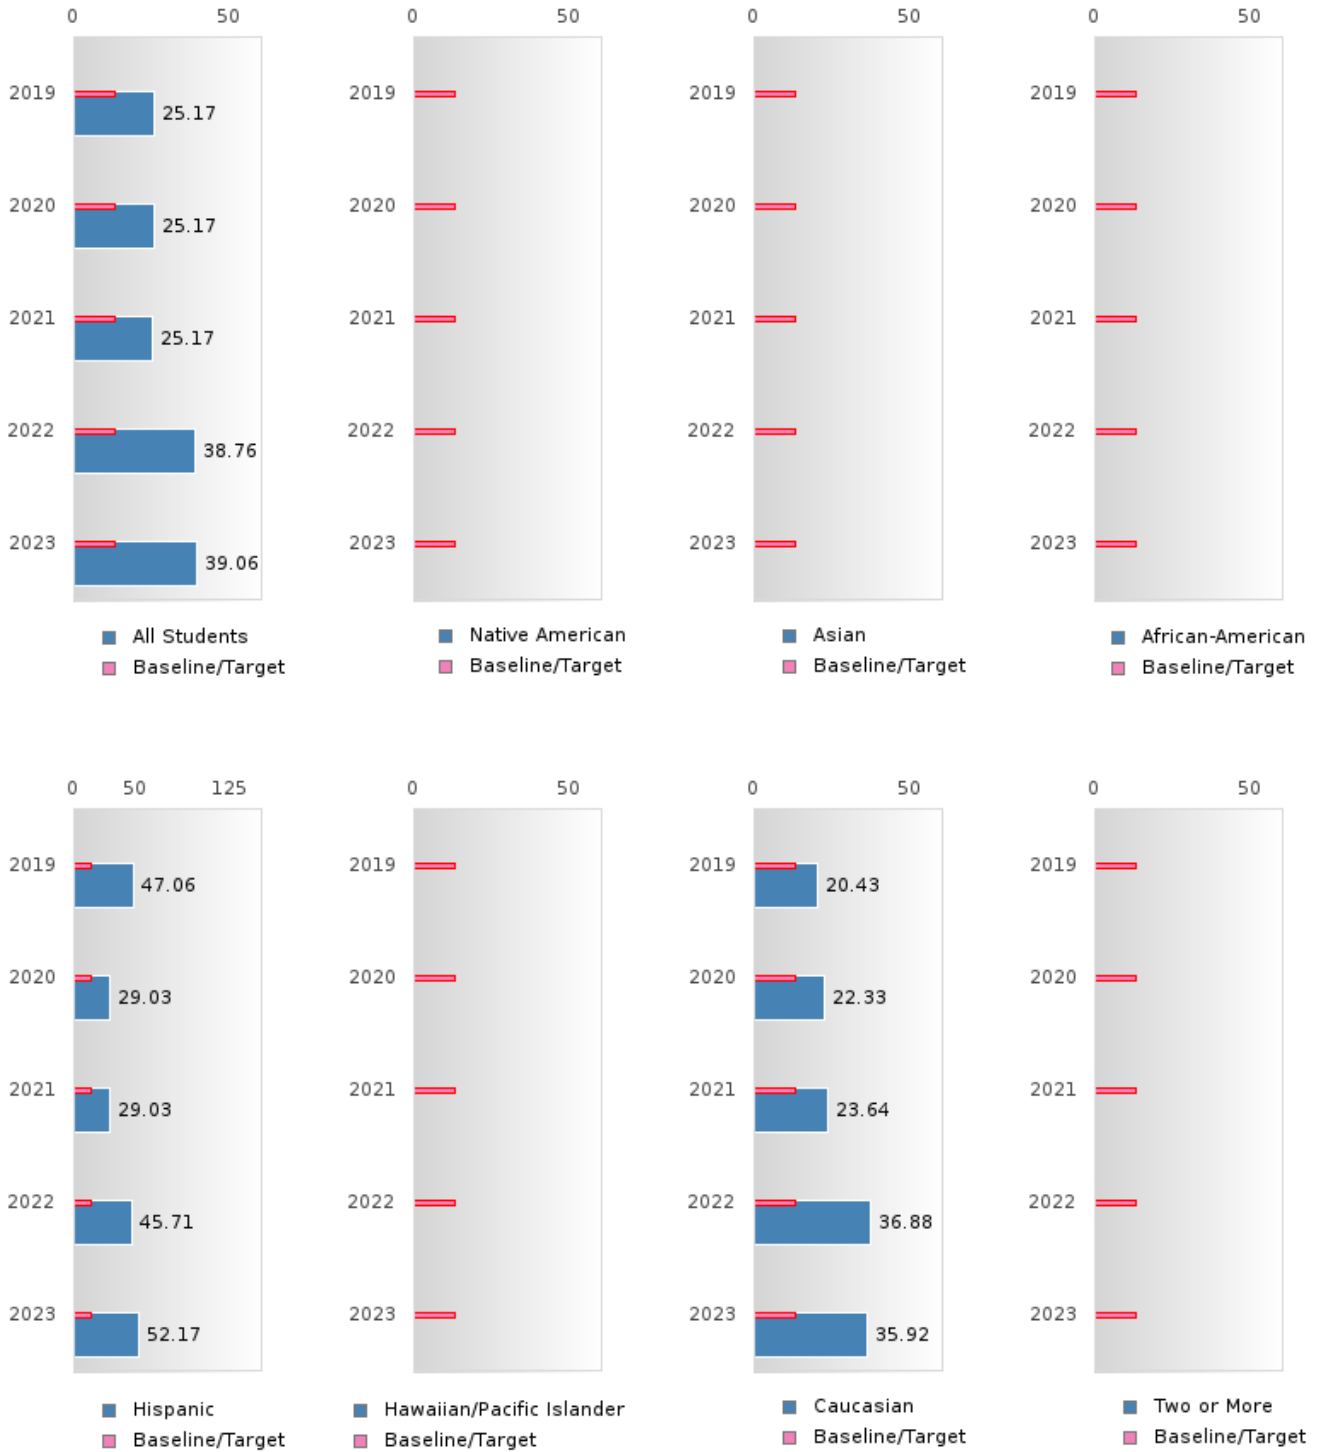 0 50
2019 25.17
2020 25.17
2021 25.17
2022 38.76
2023 39.06
All Students
Baseline/Target
0 50
2019
2020
2021
2022
2023
Native American
Baseline/Target
0 50
2019
2020
2021
2022
2023
Asian
Baseline/Target
0 50
2019
2020
2021
2022
2023
African-American
Baseline/Target
0 50 125
2019 47.06
2020 29.03
2021 29.03
2022 45.71
2023 52.17
Hispanic
Baseline/Target
0 50
2019
2020
2021
2022
2023
Hawaiian/Pacific Islander
Baseline/Target
0 50
2019 20.43
2020 22.33
2021 23.64
2022 36.88
2023 35.92
Caucasian
Baseline/Target
0 50
2019
2020
2021
2022
2023
Two or More
Baseline/Target